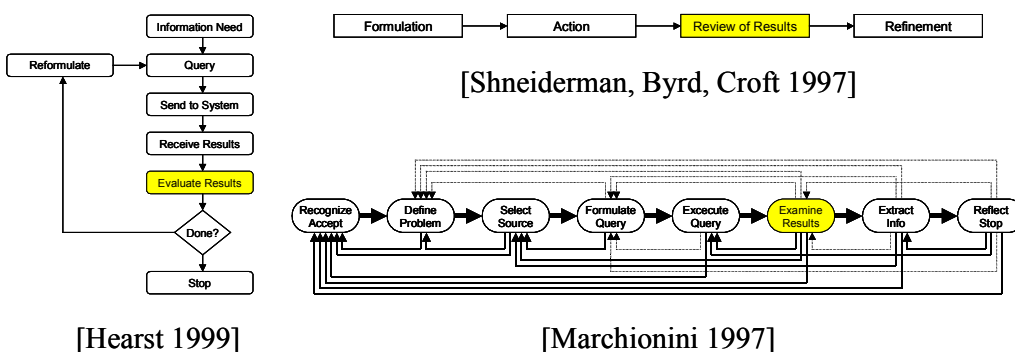 Information Need
Reformulate
Query
Send to System
Receive Results
Evaluate Results
Done?
Stop
[Hearst 1999]
Formulation
Action
Review of Results
Refinement
[Shneiderman, Byrd, Croft 1997]
Recognize
Accept
Define
Problem
Select
Source
Formulate
Query
Excecute
Query
Examine
Results
Extract
Info
Reflect
Stop
[Marchionini 1997]